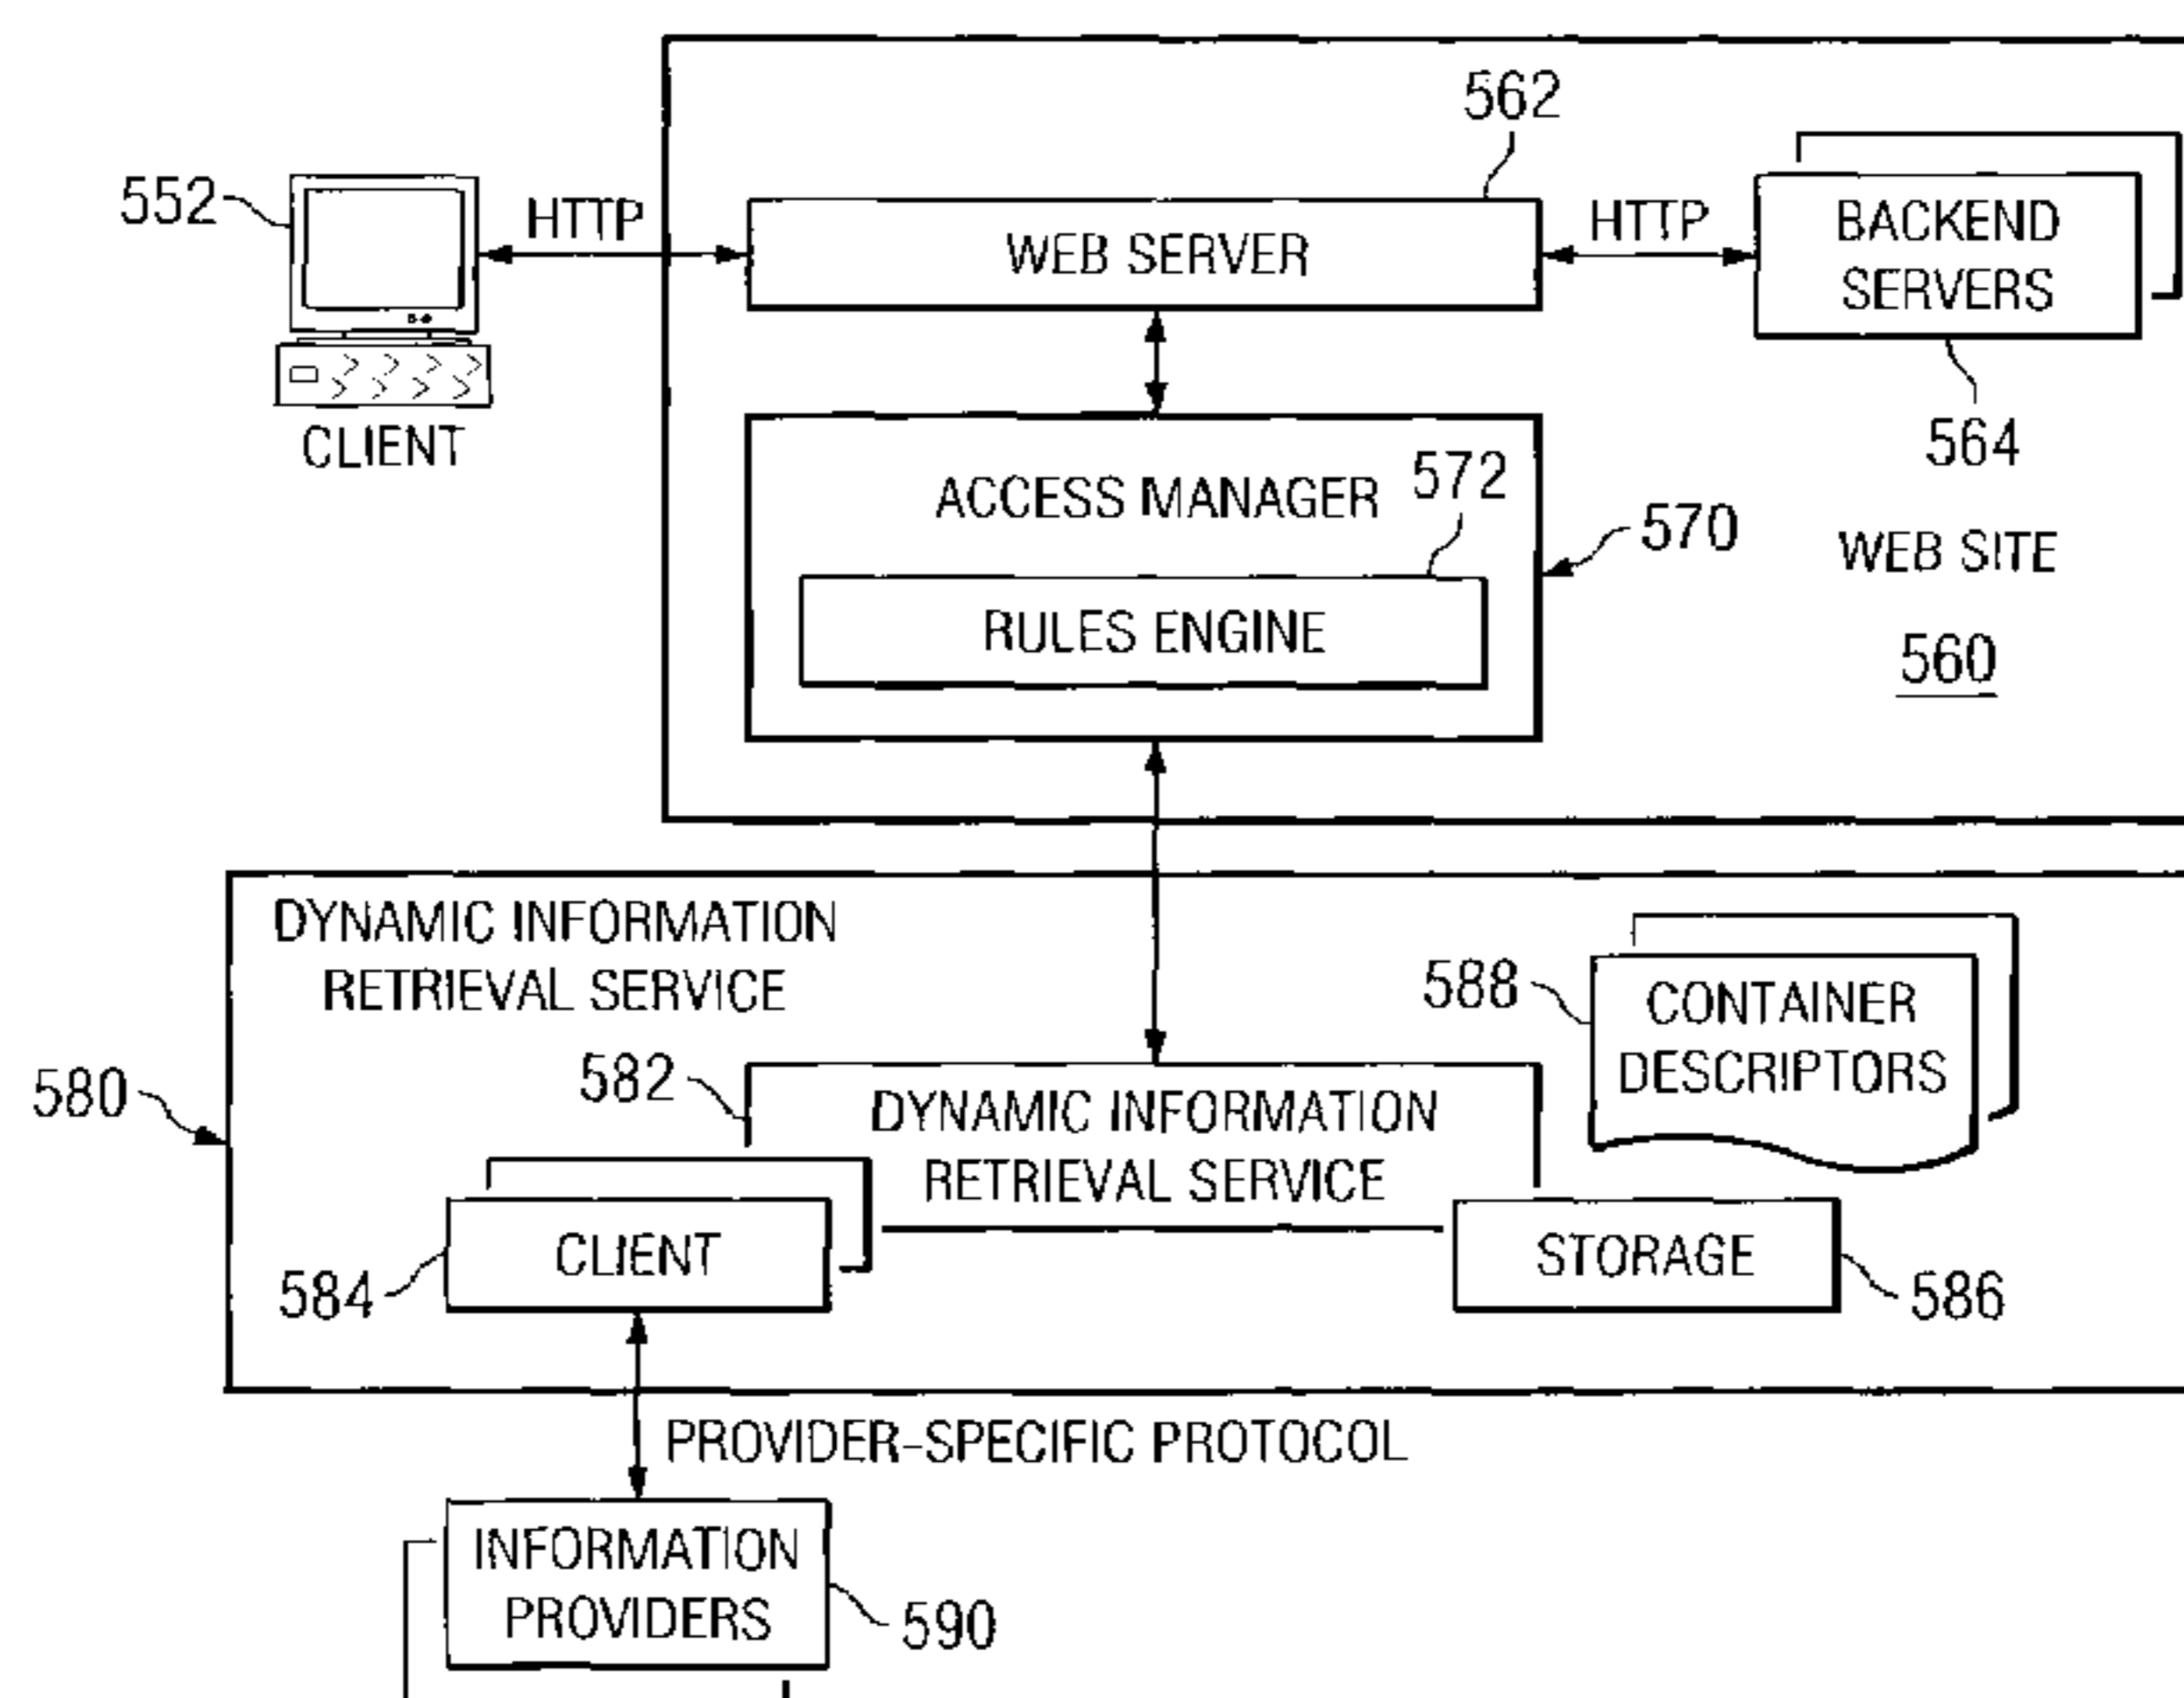 562
552
HTTP
WEB SERVER
HTTP
BACKEND
SERVERS
CLIENT
564
ACCESS MANAGER
572
570
WEB SITE
RULES ENGINE
560
DYNAMIC INFORMATION
RETRIEVAL SERVICE
588
CONTAINER
DESCRIPTORS
580
582
DYNAMIC INFORMATION
RETRIEVAL SERVICE
CLIENT
584
STORAGE
586
PROVIDER-SPECIFIC PROTOCOL
INFORMATION
PROVIDERS
590